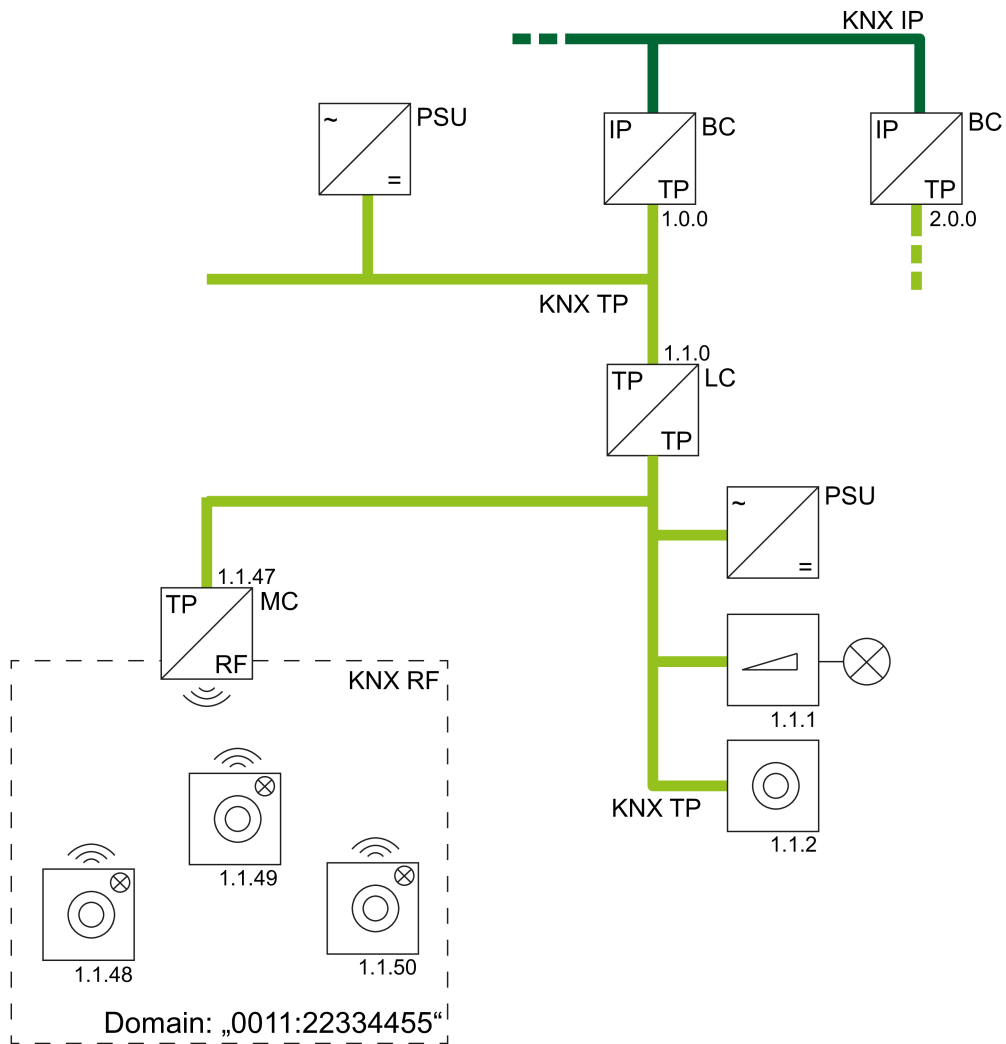 KNX IP
~
=
PSU
IP
TP
BC
1.0.0
IP
TP
BC
2.0.0
KNX TP
1.1.0
TP
TP
LC
~
=
PSU
1.1.47
TP
RF
MC
KNX RF
1.1.1
KNX TP
1.1.2
1.1.49
1.1.48
1.1.50
Domain: „0011:22334455“